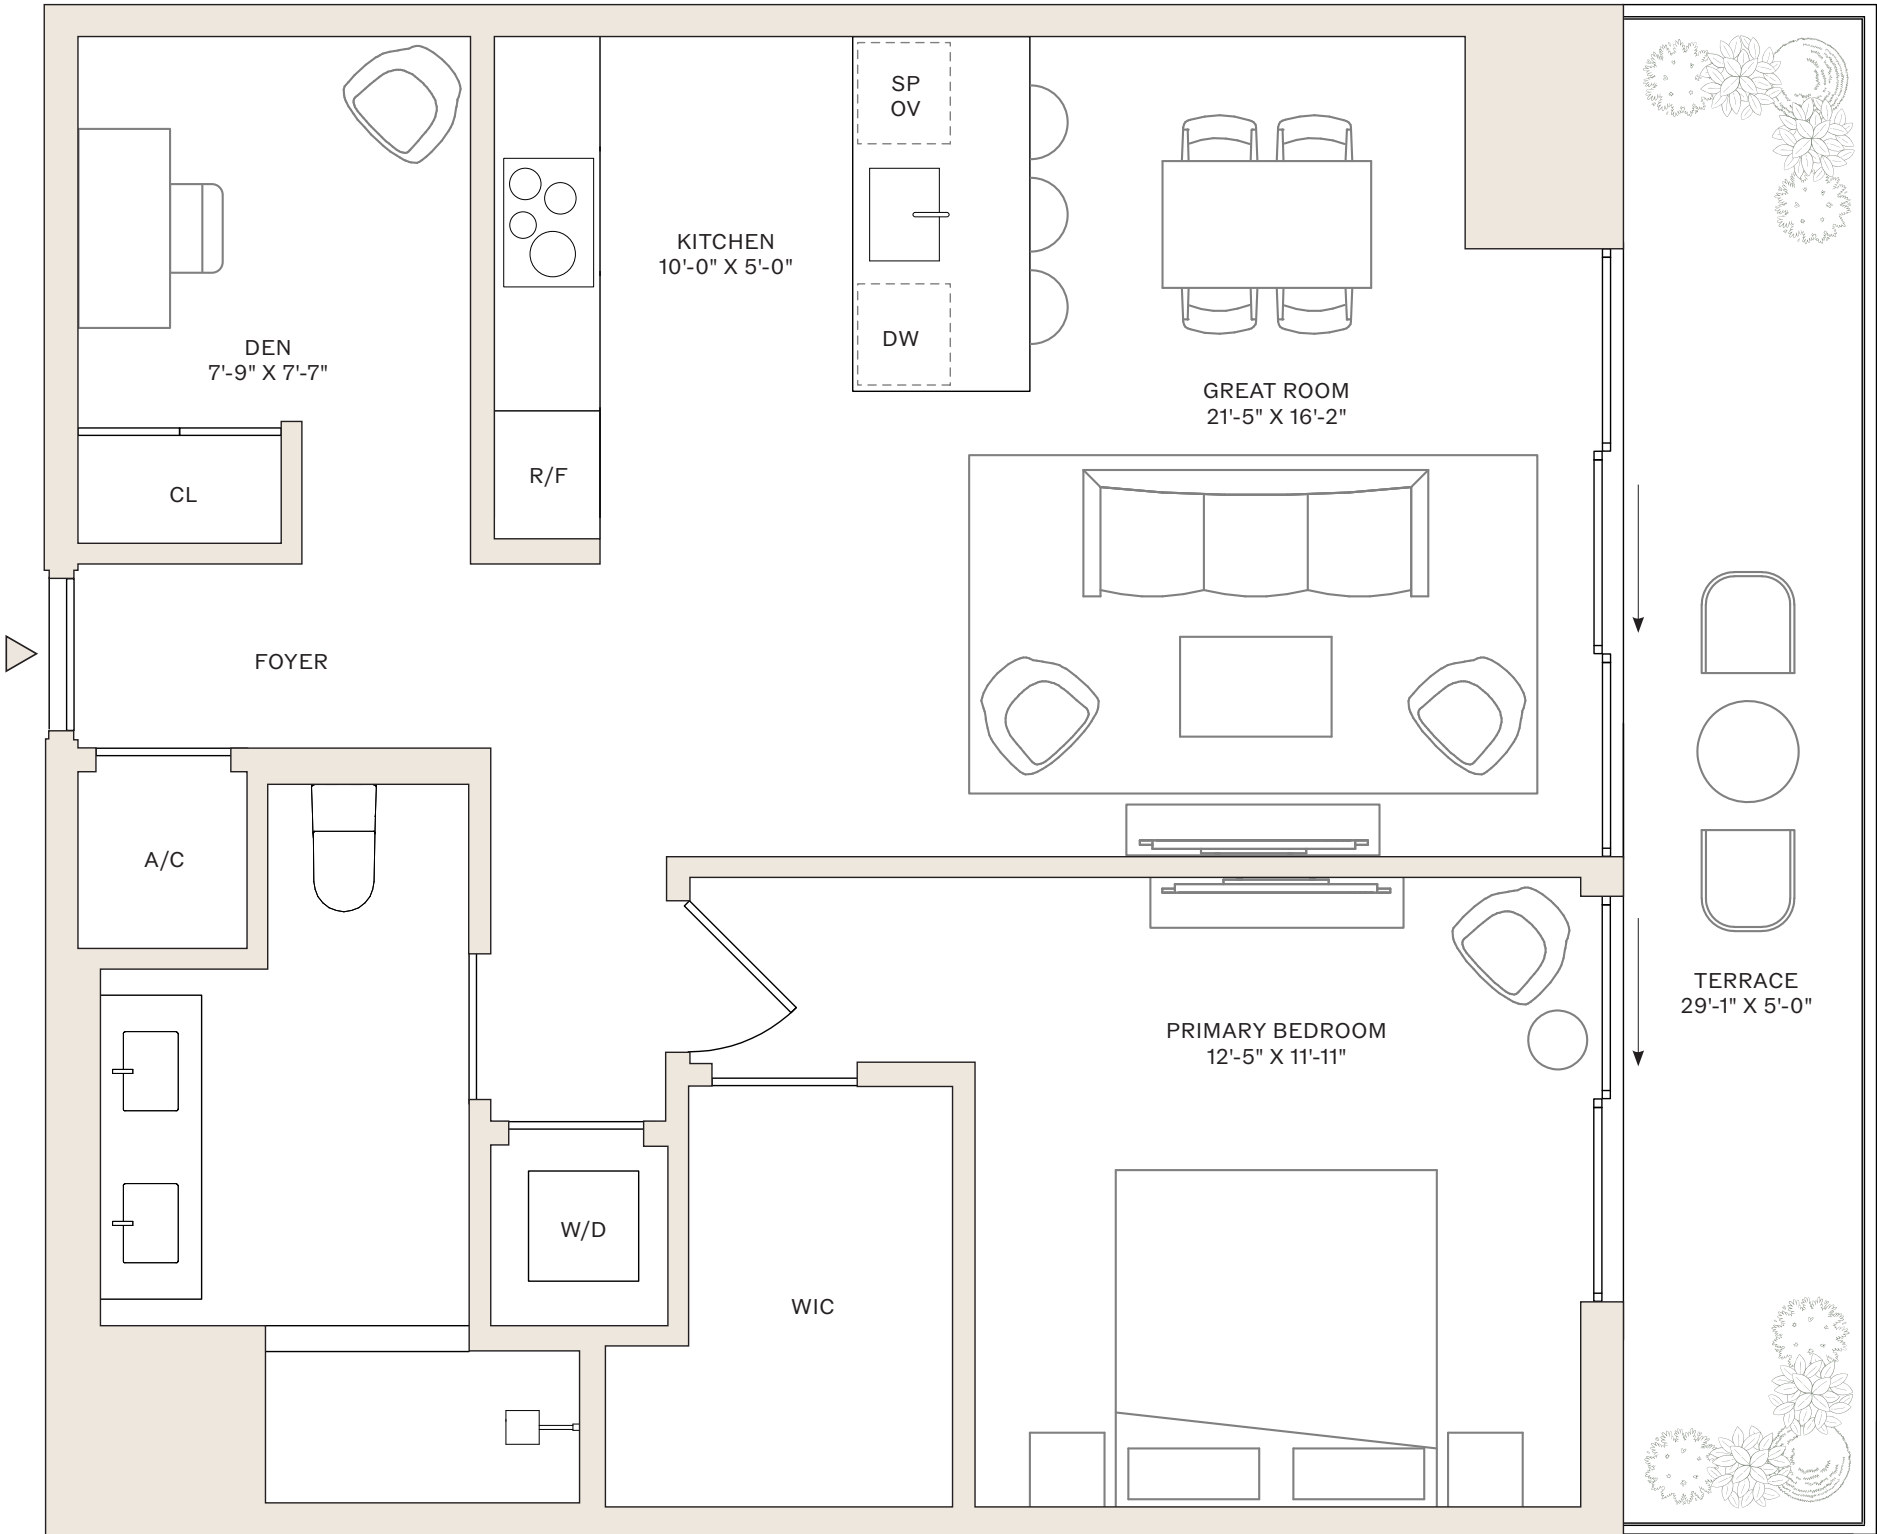 SP
OV
KITCHEN
10'-0" X 5'-0"
DW
DEN
7'-9" X 7'-7"
GREAT ROOM
21'-5" X 16'-2"
R/F
CL
FOYER
A/C
TERRACE
29'-1" X 5'-0"
PRIMARY BEDROOM
12'-5" X 11'-11"
W/D
WIC